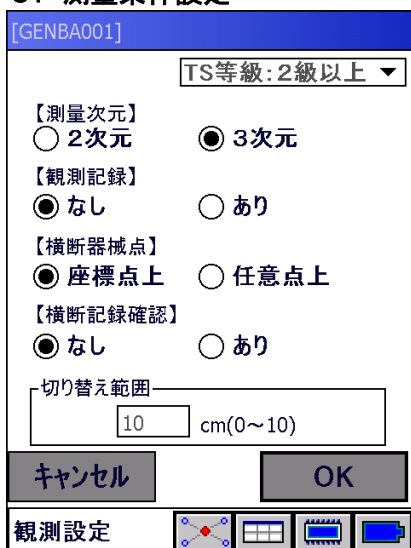 [GENBA001]
TS等級:2級以上 ▼
【測量次元】
2次元 3次元
【観測記録】
なし あり
【横断器械点】
座標点上 任意点上
【横断記録確認】
なし あり
切り替え範囲
10 cm(0～10)
キャンセル OK
観測設定